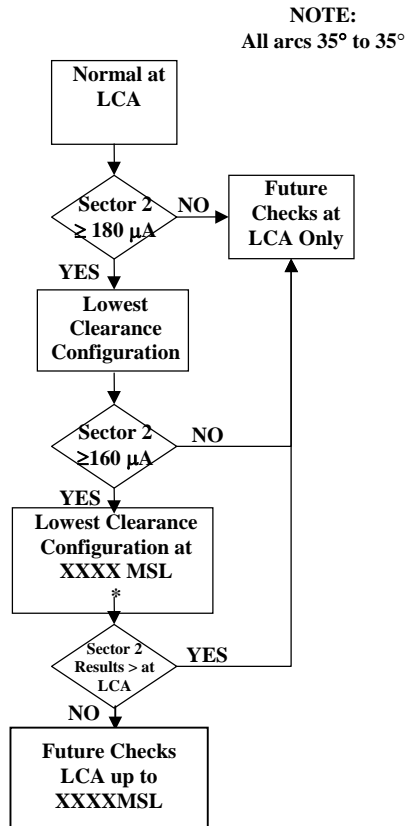 NOTE:
All arcs 35° to 35°
Normal at
LCA
Sector 2
≥ 180 μA
NO
Future
Checks at
LCA Only
YES
Lowest
Clearance
Configuration
Sector 2
≥160 μA
NO
YES
Lowest Clearance
Configuration at
XXXX MSL
*
Sector 2
Results > at
LCA
YES
NO
Future Checks
LCA up to
XXXXMSL